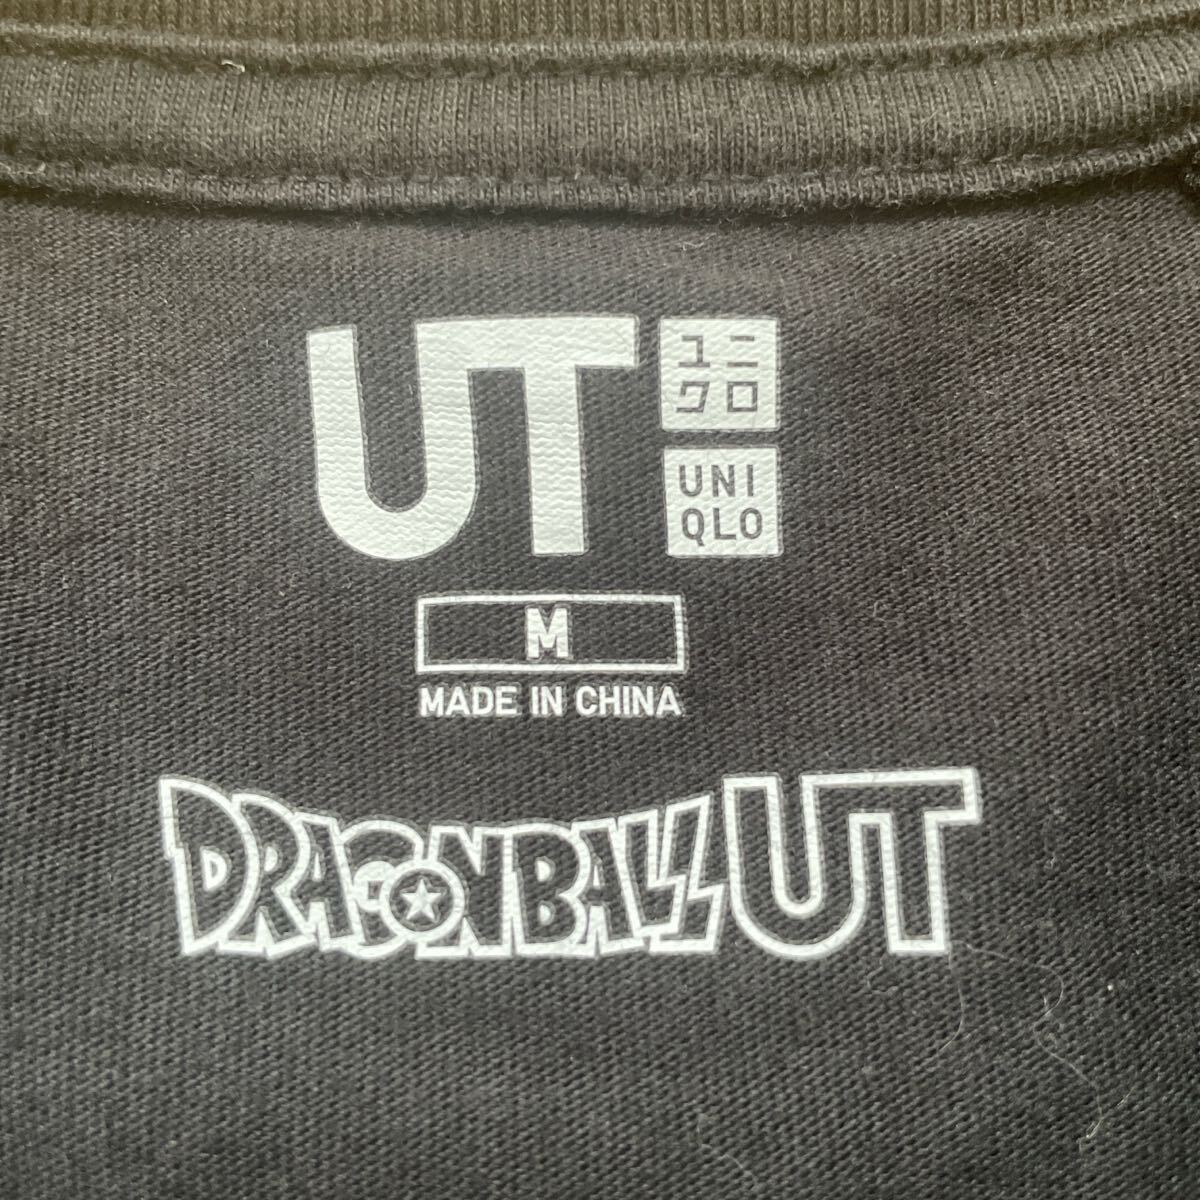 UT ユニ
クロ
UNI
QLO
M
MADE IN CHINA
DRAGONBALL UT